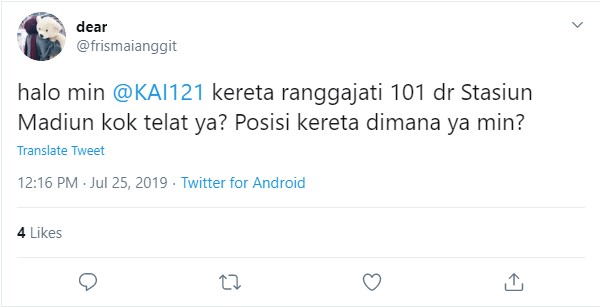 dear
@frismaianggit
halo min @KAI121 kereta ranggajati 101 dr Stasiun
Madiun kok telat ya? Posisi kereta dimana ya min?
Translate Tweet
12:16 PM · Jul 25, 2019 · Twitter for Android
4 Likes